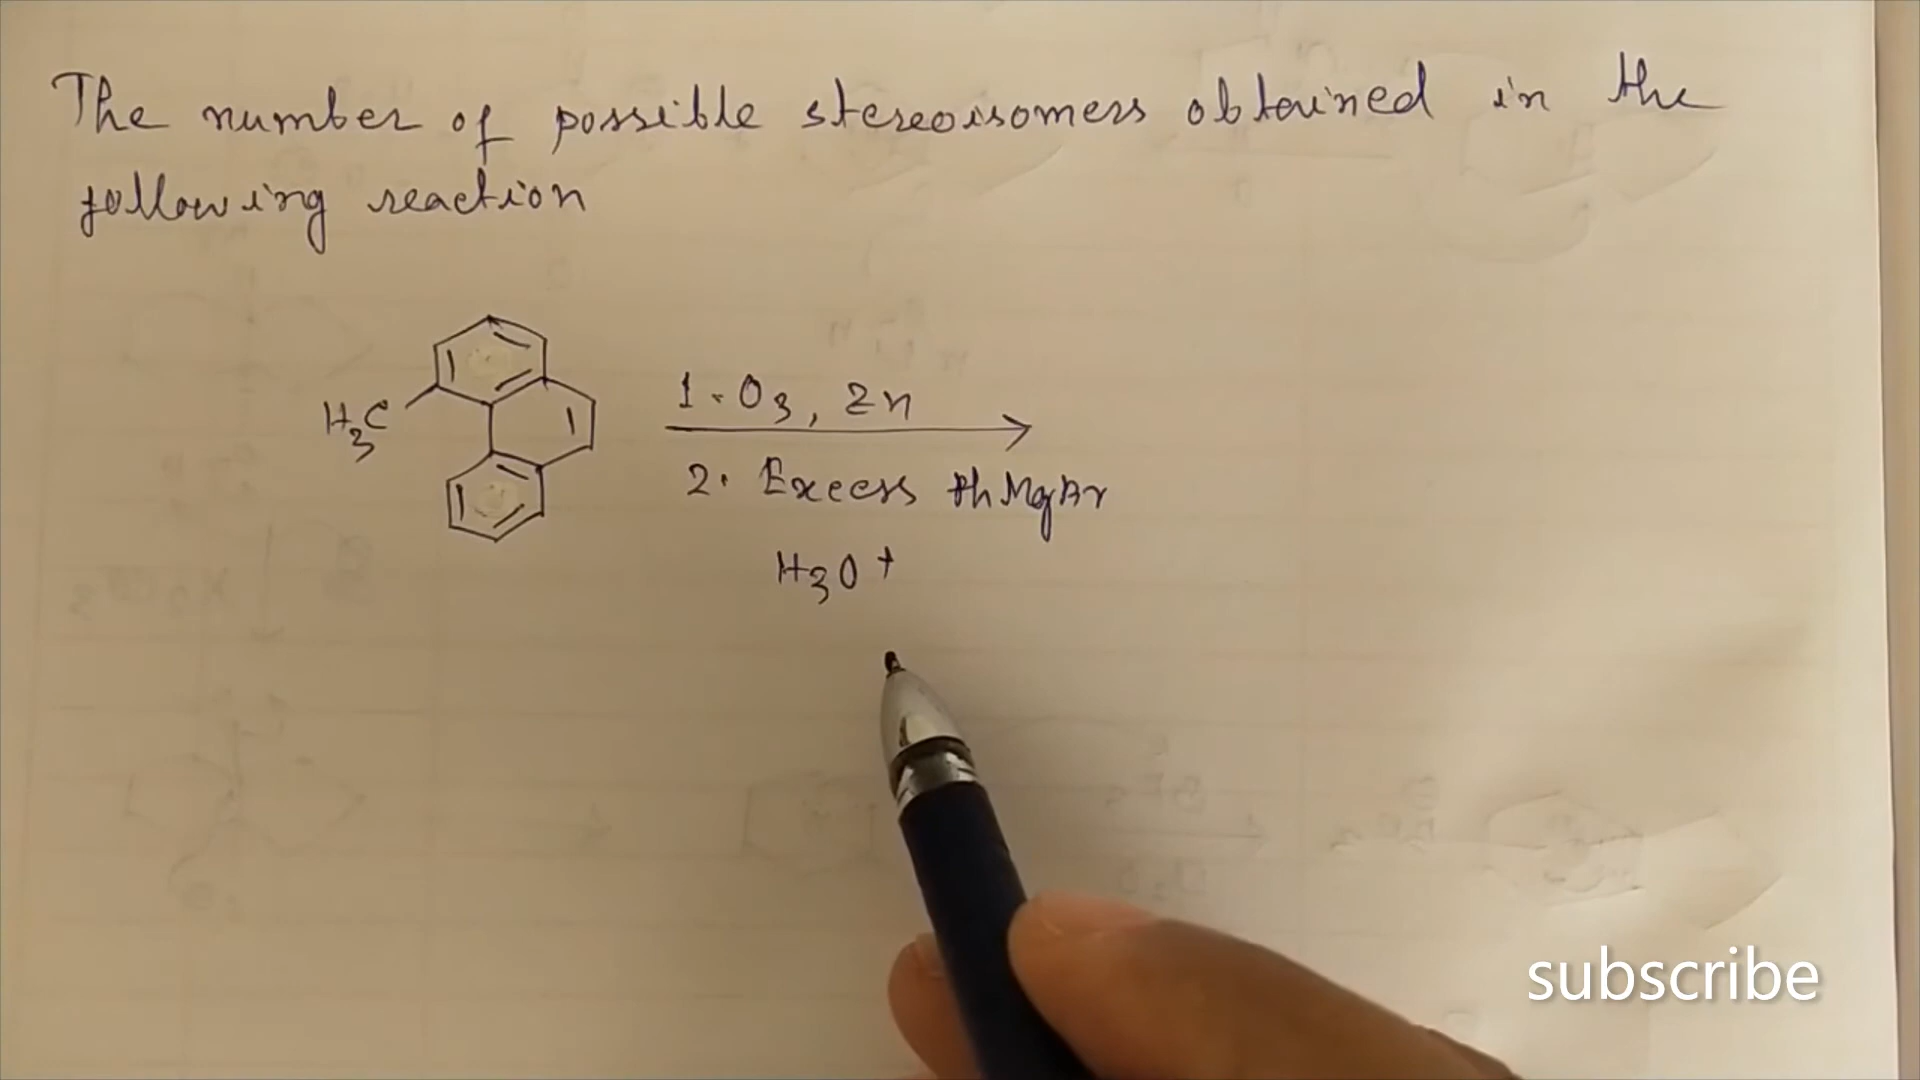 The number of possible stereoisomers obtained in the
following reaction
H3C
1. O3, Zn
2. Excess PhMgBr
H3O+
subscribe